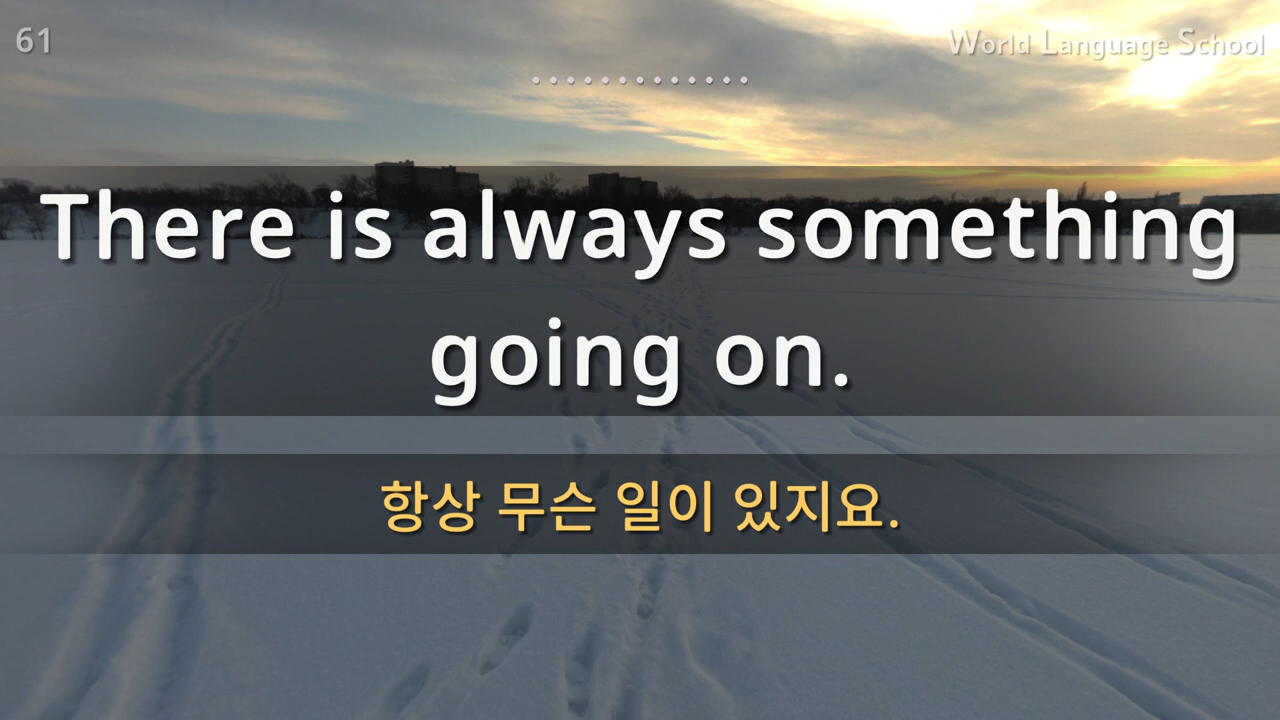 61
World Language School
There is always something
going on.
항상 무슨 일이 있지요.